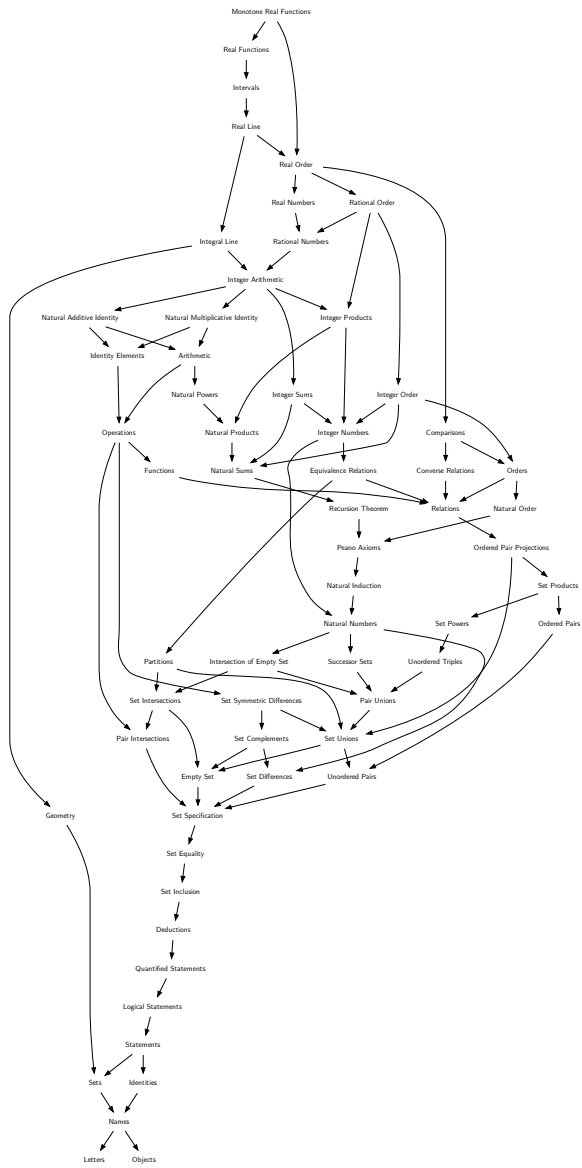 Monotone Real Functions
Real Functions
Intervals
Real Line
Real Order
Real Numbers
Rational Order
Integral Line
Rational Numbers
Integer Arithmetic
Natural Additive Identity
Natural Multiplicative Identity
Integer Products
Identity Elements
Arithmetic
Natural Powers
Integer Sums
Integer Order
Operations
Natural Products
Integer Numbers
Comparisons
Functions
Natural Sums
Equivalence Relations
Converse Relations
Orders
Recursion Theorem
Relations
Natural Order
Peano Axioms
Ordered Pair Projections
Natural Induction
Set Products
Natural Numbers
Set Powers
Ordered Pairs
Partitions
Intersection of Empty Set
Successor Sets
Unordered Triples
Set Intersections
Set Symmetric Differences
Pair Unions
Pair Intersections
Set Complements
Set Unions
Empty Set
Set Differences
Unordered Pairs
Geometry
Set Specification
Set Equality
Set Inclusion
Deductions
Quantified Statements
Logical Statements
Statements
Sets
Identities
Names
Letters
Objects